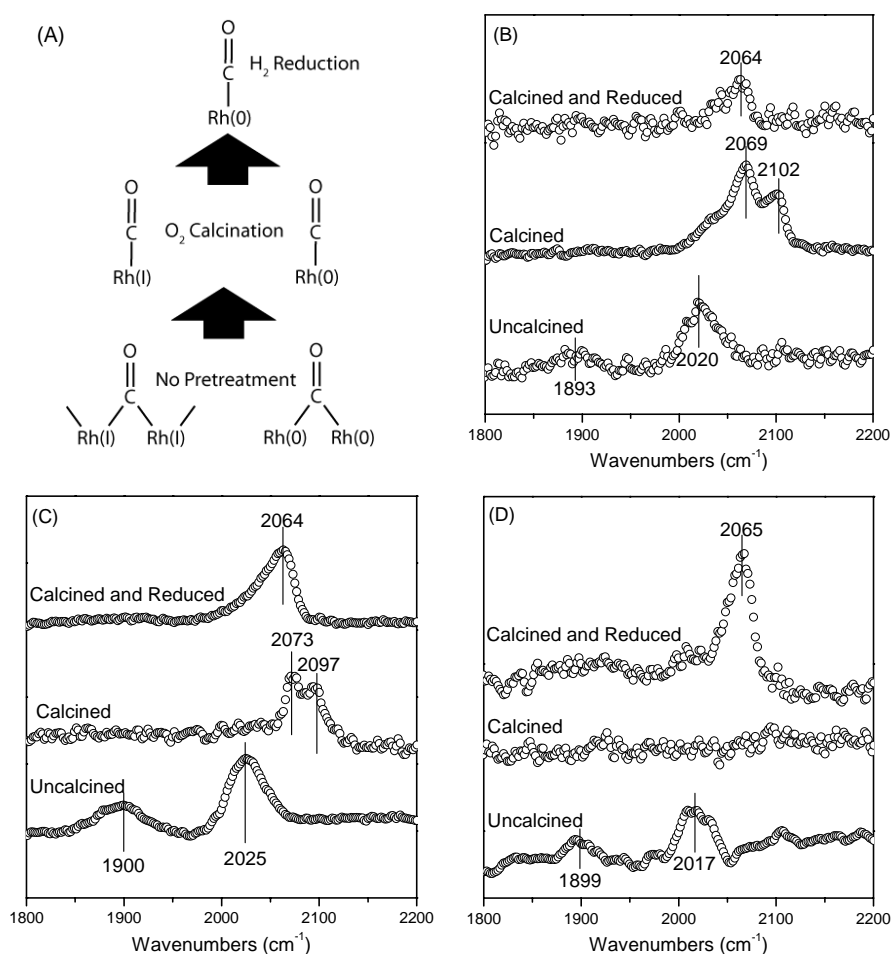 (A)
O
C
H2 Reduction
Rh(0)
O
O
C
O2 Calcination
C
Rh(I)
Rh(0)
O
O
No Pretreatment
C
C
Rh(I)
Rh(I)
Rh(0)
Rh(0)
(B)
2064
Calcined and Reduced
2069
2102
Calcined
Uncalcined
2020
1893
1800 1900 2000 2100 2200
Wavenumbers (cm-1)
(C)
2064
Calcined and Reduced
2073
2097
Calcined
Uncalcined
1900
2025
1800 1900 2000 2100 2200
Wavenumbers (cm-1)
(D)
2065
Calcined and Reduced
Calcined
Uncalcined
2017
1899
1800 1900 2000 2100 2200
Wavenumbers (cm-1)